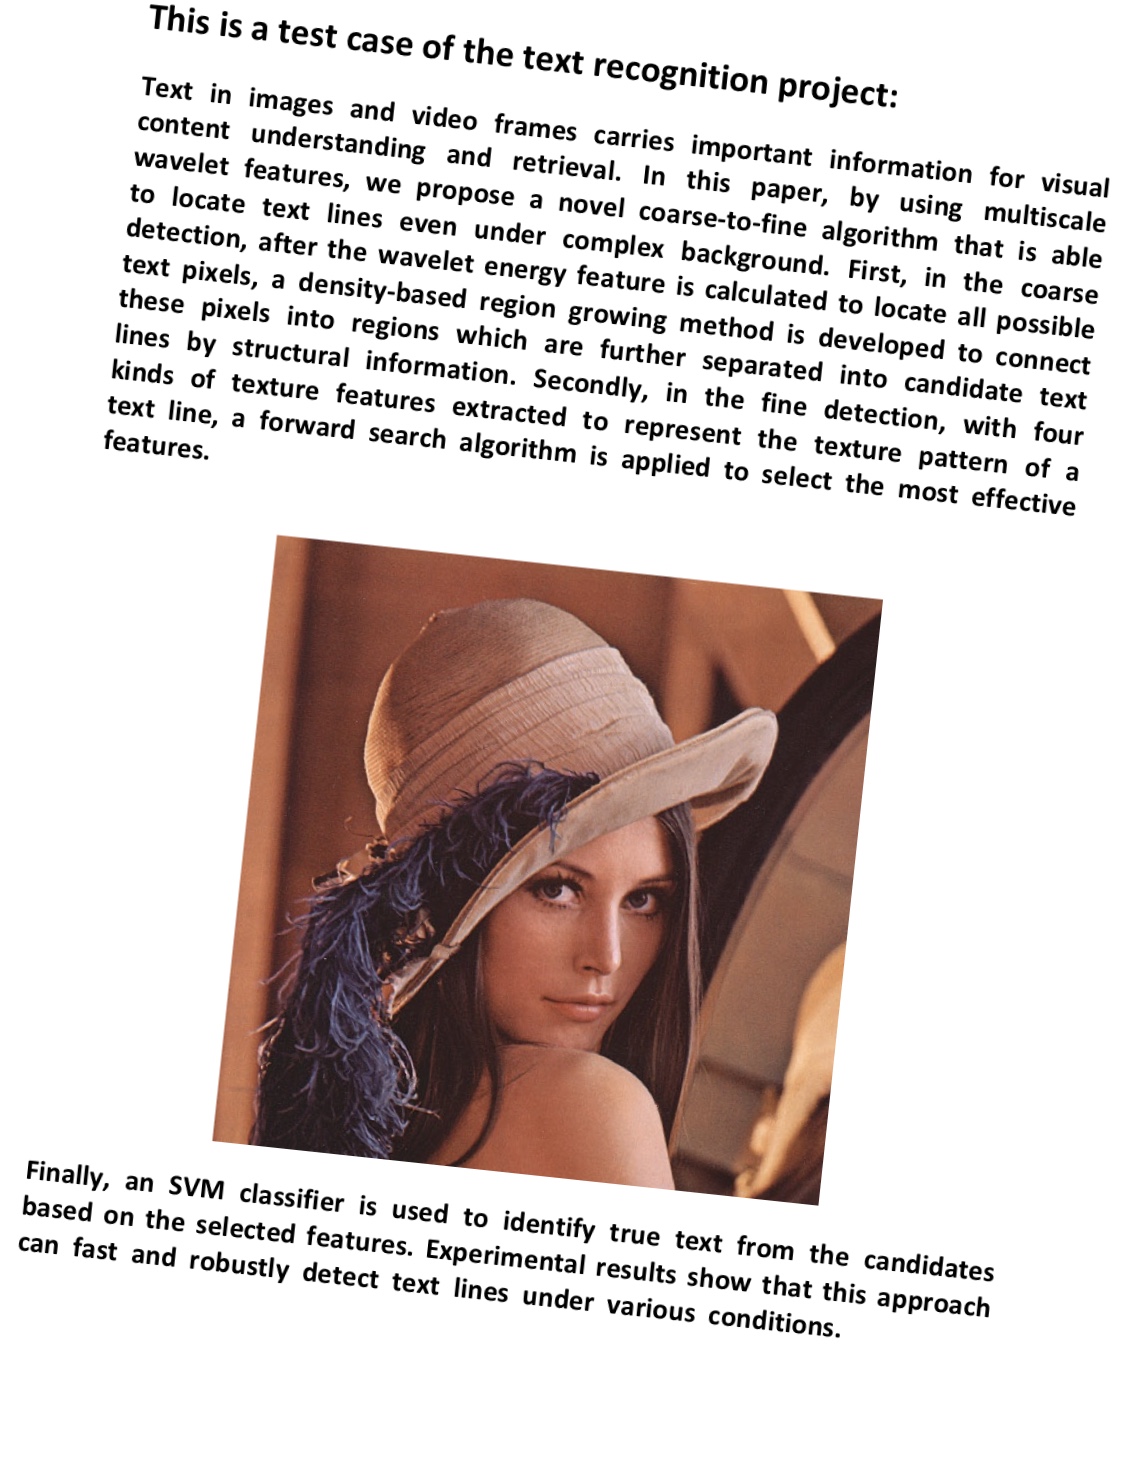 This is a test case of the text recognition project:
Text in images and video frames carries important information for visual
content understanding and retrieval. In this paper, by using multiscale
wavelet features, we propose a novel coarse-to-fine algorithm that is able
to locate text lines even under complex background. First, in the coarse
detection, after the wavelet energy feature is calculated to locate all possible
text pixels, a density-based region growing method is developed to connect
these pixels into regions which are further separated into candidate text
lines by structural information. Secondly, in the fine detection, with four
kinds of texture features extracted to represent the texture pattern of a
text line, a forward search algorithm is applied to select the most effective
features.
Finally, an SVM classifier is used to identify true text from the candidates
based on the selected features. Experimental results show that this approach
can fast and robustly detect text lines under various conditions.